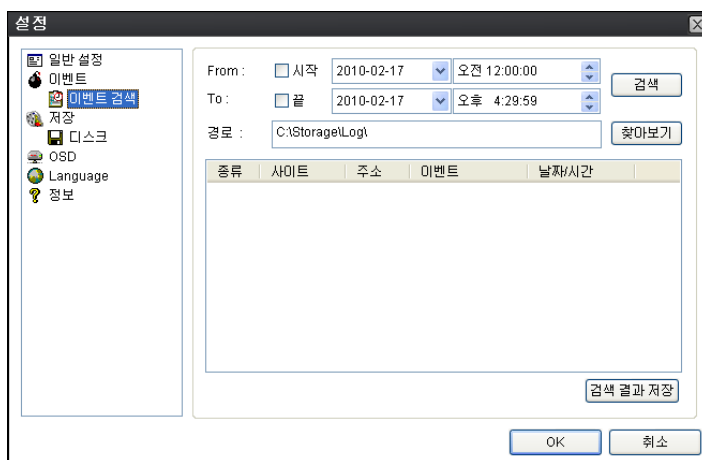 설정
일반 설정
이벤트
이벤트 검색
저장
디스크
OSD
Language
정보
From : 시작 2010-02-17 오전 12:00:00 검색
To : 끝 2010-02-17 오후 4:29:59
경로 : C:\Storage\Log\ 찾아보기
종류 사이트 주소 이벤트 날짜/시간
검색 결과 저장
OK 취소